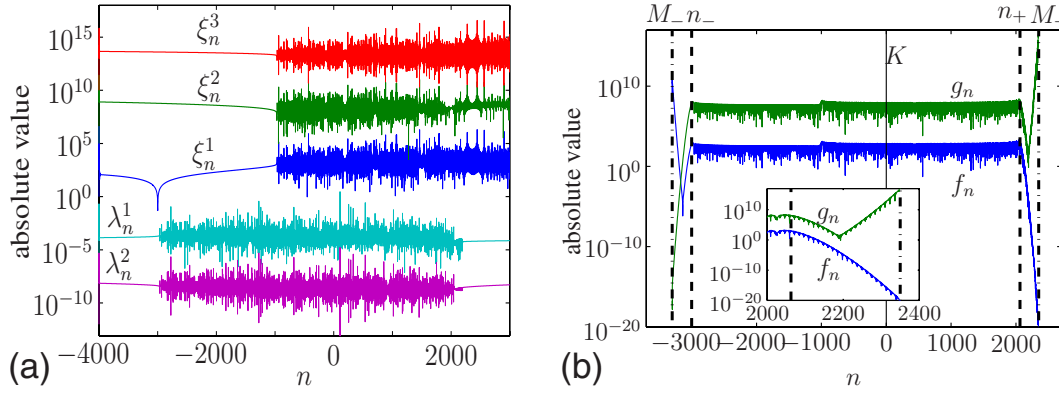 absolute value
10^15
10^10
10^5
10^0
10^-5
10^-10
ξ_n^3
ξ_n^2
ξ_n^1
λ_n^1
λ_n^2
−4000 −2000 0 2000
n
(a)
M_− n_− n_+ M_
K
absolute value
10^10
10^0
10^-10
10^-20
g_n
f_n
10^10
10^0
10^-10
10^-20
g_n
f_n
2000 2200 2400
−3000 −2000 −1000 0 1000 2000
n
(b)